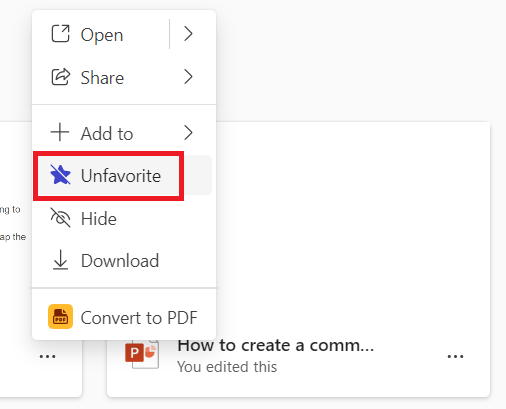 Open
Share
Add to
Unfavorite
Hide
Download
PDF
Convert to PDF
ng to
ap the
P
How to create a comm...
You edited this